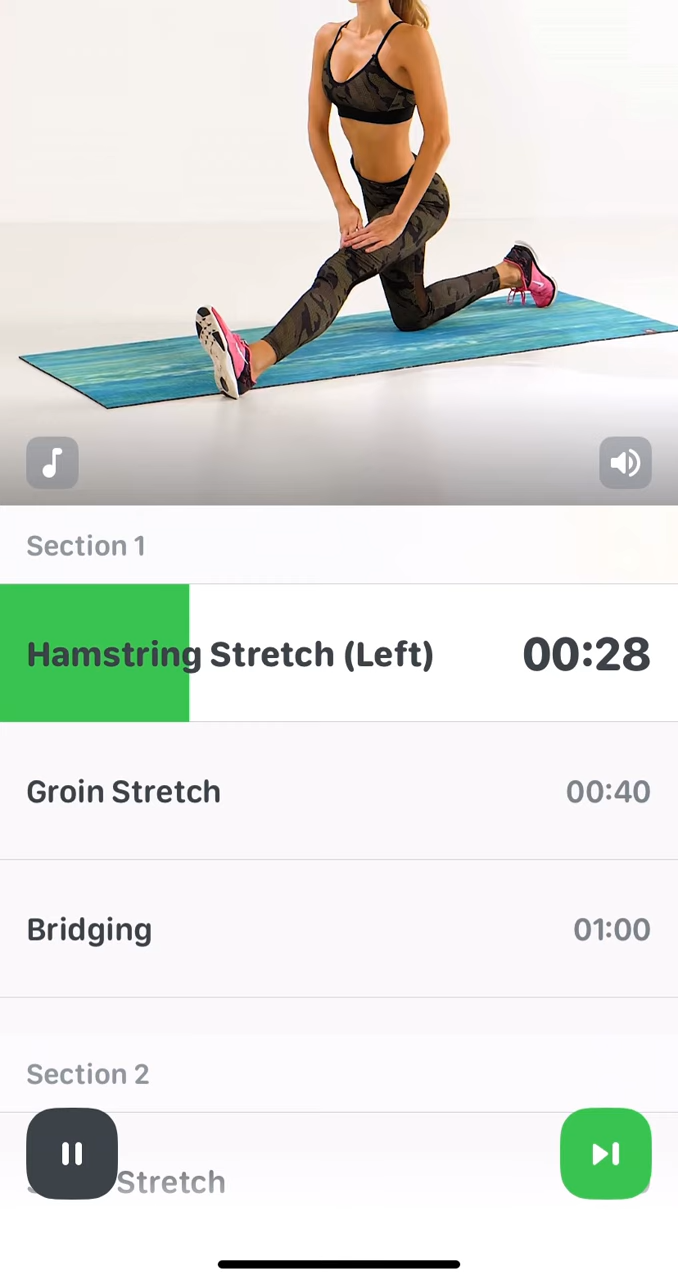 Section 1
Hamstring Stretch (Left) 00:28
Groin Stretch 00:40
Bridging 01:00
Section 2
Stretch